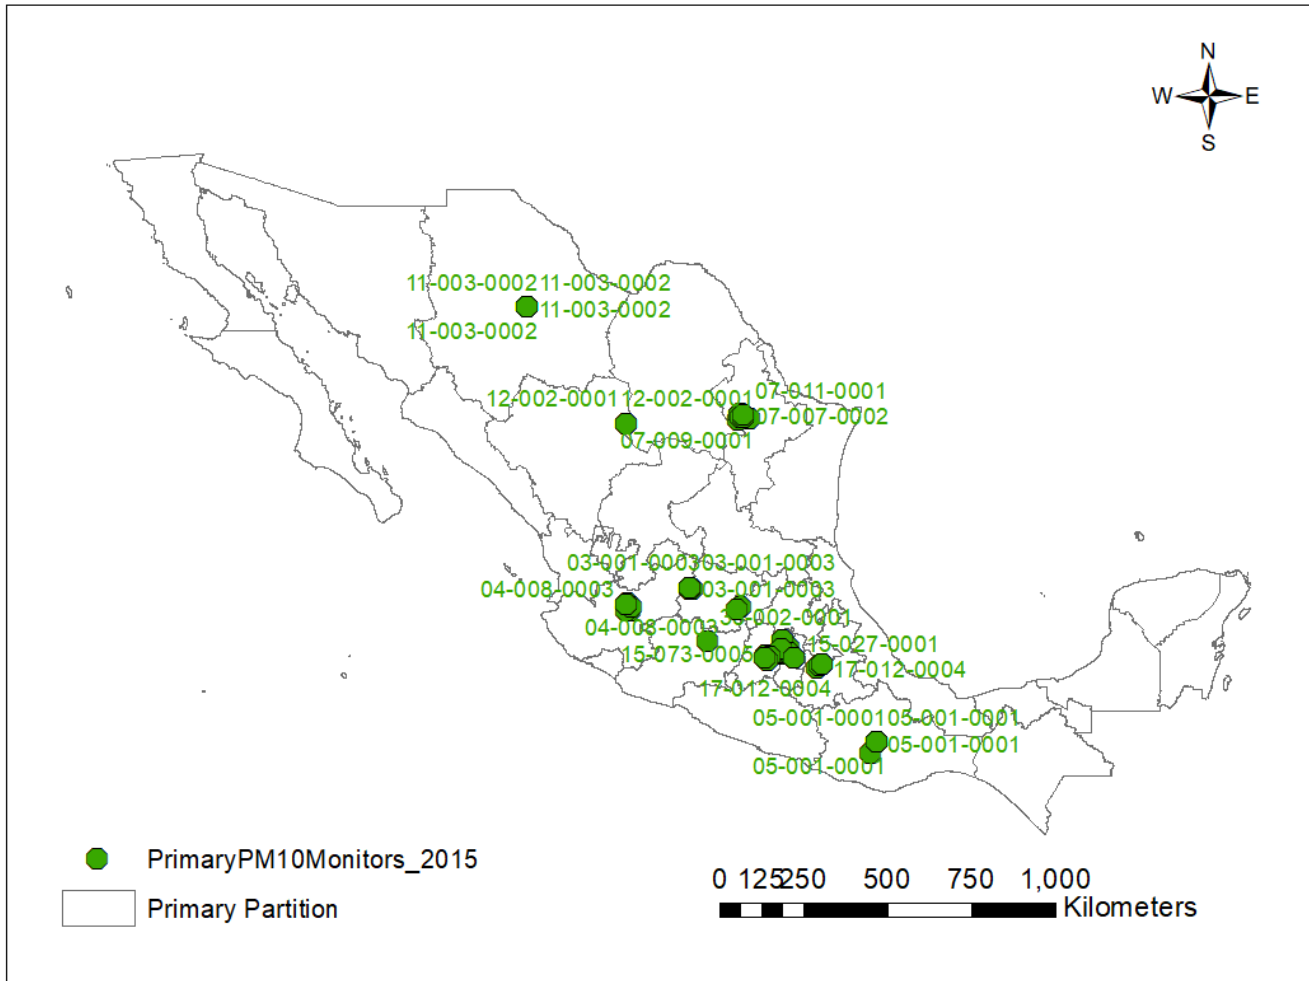 N
W E
S
11-003-0002 11-003-0002
11-003-0002
11-003-0002
12-002-0001 12-002-0001 07-011-0001
07-017-0002
07-009-0001
03-001-0003 03-001-0003
04-008-0003 03-001-0003
04-008-0003 -002-0001
15-073-0005 15-027-0001
17-012-0004
17-012-0004
05-001-0001 05-001-0001
05-001-0001
05-001-0001
PrimaryPM10Monitors_2015
Primary Partition
0 125 250 500 750 1,000
Kilometers